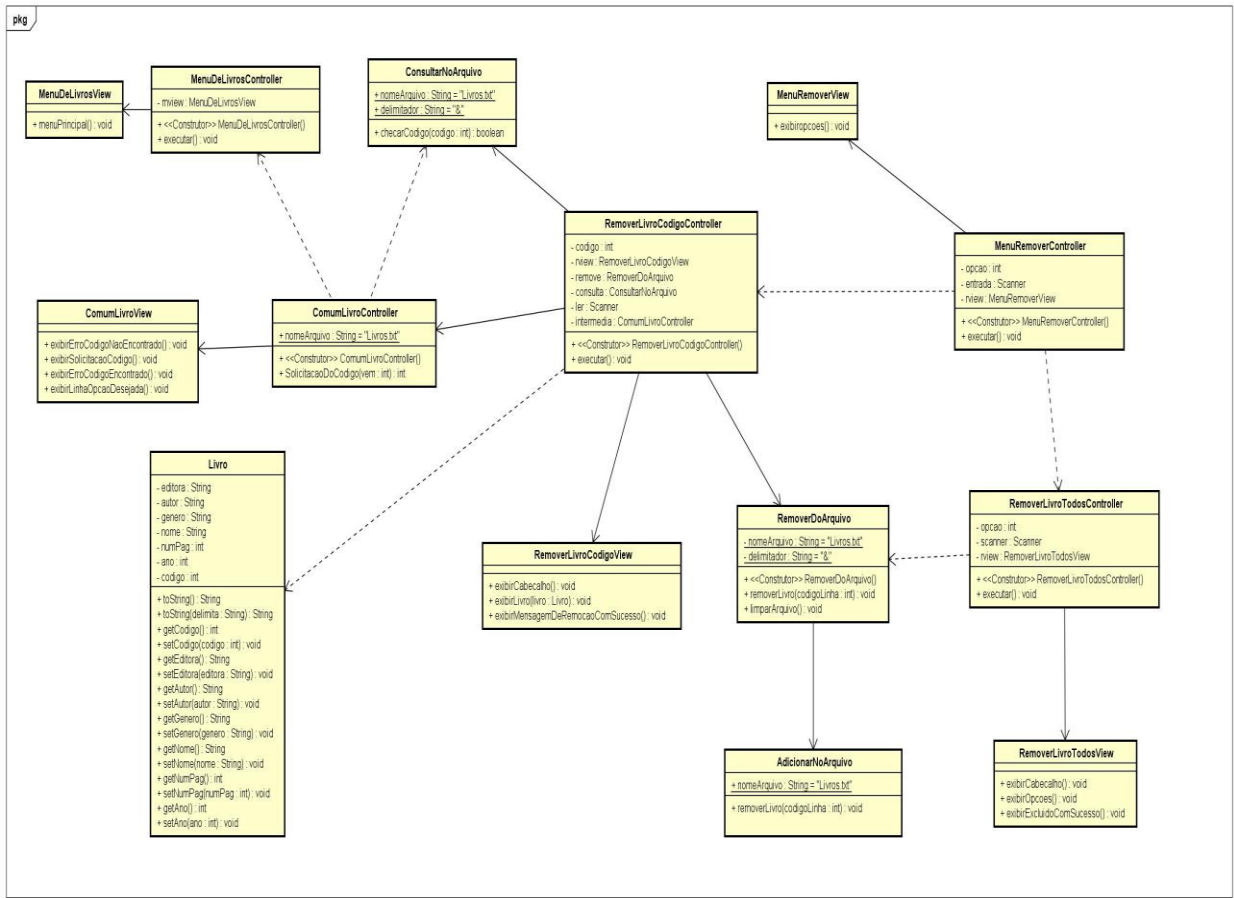 pkg
MenuDeLivrosView
+ menuPrincipal() : void
MenuDeLivrosController
- mview : MenuDeLivrosView
+ <<Construtor>> MenuDeLivrosController()
+ executar() : void
ConsultarNoArquivo
+ nomeArquivo : String = "Livros.txt"
+ delimitador : String = "&"
+ checarCodigo(codigo : int) : boolean
MenuRemoverView
+ exibiropcoes() : void
RemoverLivroCodigoController
- codigo : int
- rview : RemoverLivroCodigoView
- remove : RemoverDoArquivo
- consulta : ConsultarNoArquivo
- ler : Scanner
- intermedia : ComumLivroController
+ <<Construtor>> RemoverLivroCodigoController()
+ executar() : void
MenuRemoverController
- opcao : int
- entrada : Scanner
- rview : MenuRemoverView
+ <<Construtor>> MenuRemoverController()
+ executar() : void
ComumLivroView
+ exibirErroCodigoNaoEncontrado() : void
+ exibirSolicitacaoCodigo() : void
+ exibirErroCodigoEncontrado() : void
+ exibirLinhaOpcaoDesejada() : void
ComumLivroController
+ nomeArquivo : String = "Livros.txt"
+ <<Construtor>> ComumLivroController()
+ SolicitacaoDoCodigo(vem : int) : int
Livro
- editora : String
- autor : String
- genero : String
- nome : String
- numPag : int
- ano : int
- codigo : int
+ toString() : String
+ toString(delimita : String) : String
+ getCodigo() : int
+ setCodigo(codigo : int) : void
+ getEditora() : String
+ setEditora(editora : String) : void
+ getAutor() : String
+ setAutor(autor : String) : void
+ getGenero() : String
+ setGenero(genero : String) : void
+ getNome() : String
+ setNome(nome : String) : void
+ getNumPag() : int
+ setNumPag(numPag : int) : void
+ getAno() : int
+ setAno(ano : int) : void
RemoverLivroCodigoView
+ exibirCabecalho() : void
+ exibirLivro(livro : Livro) : void
+ exibirMensagemDeRemocaoComSucesso() : void
RemoverDoArquivo
- nomeArquivo : String = "Livros.txt"
- delimitador : String = "&"
+ <<Construtor>> RemoverDoArquivo()
+ removerLivro(codigoLinha : int) : void
+ limparArquivo() : void
RemoverLivroTodosController
- opcao : int
- scanner : Scanner
- rview : RemoverLivroTodosView
+ <<Construtor>> RemoverLivroTodosController()
+ executar() : void
AdicionarNoArquivo
+ nomeArquivo : String = "Livros.txt"
+ removerLivro(codigoLinha : int) : void
RemoverLivroTodosView
+ exibirCabecalho() : void
+ exibirOpcoes() : void
+ exibirExcluidoComSucesso() : void